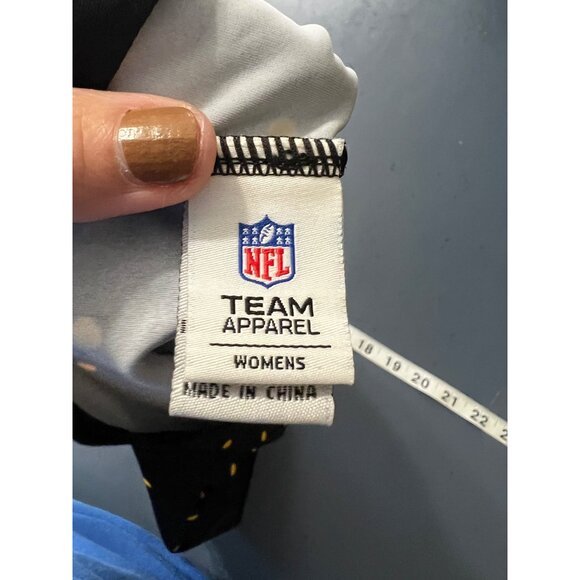 NFL
TEAM
APPAREL
WOMENS
MADE IN CHINA
18 19 20 21 22